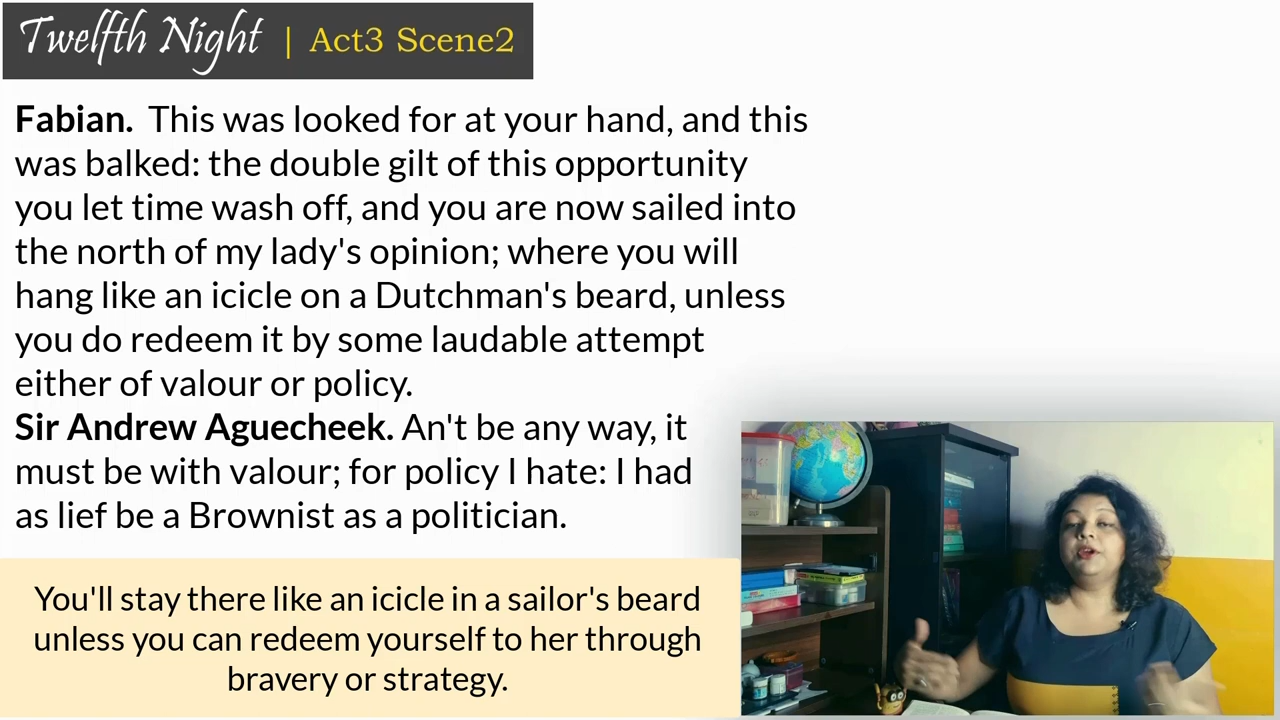 Twelfth Night | Act3 Scene2
Fabian. This was looked for at your hand, and this
was balked: the double gilt of this opportunity
you let time wash off, and you are now sailed into
the north of my lady's opinion; where you will
hang like an icicle on a Dutchman's beard, unless
you do redeem it by some laudable attempt
either of valour or policy.
Sir Andrew Aguecheek. An't be any way, it
must be with valour; for policy I hate: I had
as lief be a Brownist as a politician.
You'll stay there like an icicle in a sailor's beard
unless you can redeem yourself to her through
bravery or strategy.